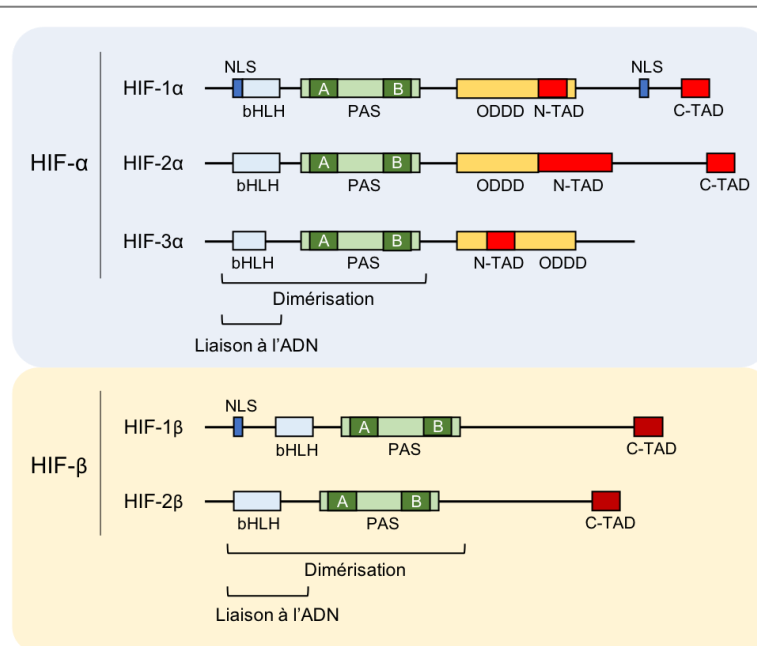 NLS NLS
HIF-1α A B
bHLH PAS ODDD N-TAD C-TAD
HIF-α
HIF-2α A B
bHLH PAS ODDD N-TAD C-TAD
HIF-3α A B
bHLH PAS N-TAD ODDD
Dimérisation
Liaison à l’ADN
NLS
HIF-1β A B
bHLH PAS C-TAD
HIF-β
HIF-2β A B
bHLH PAS C-TAD
Dimérisation
Liaison à l’ADN